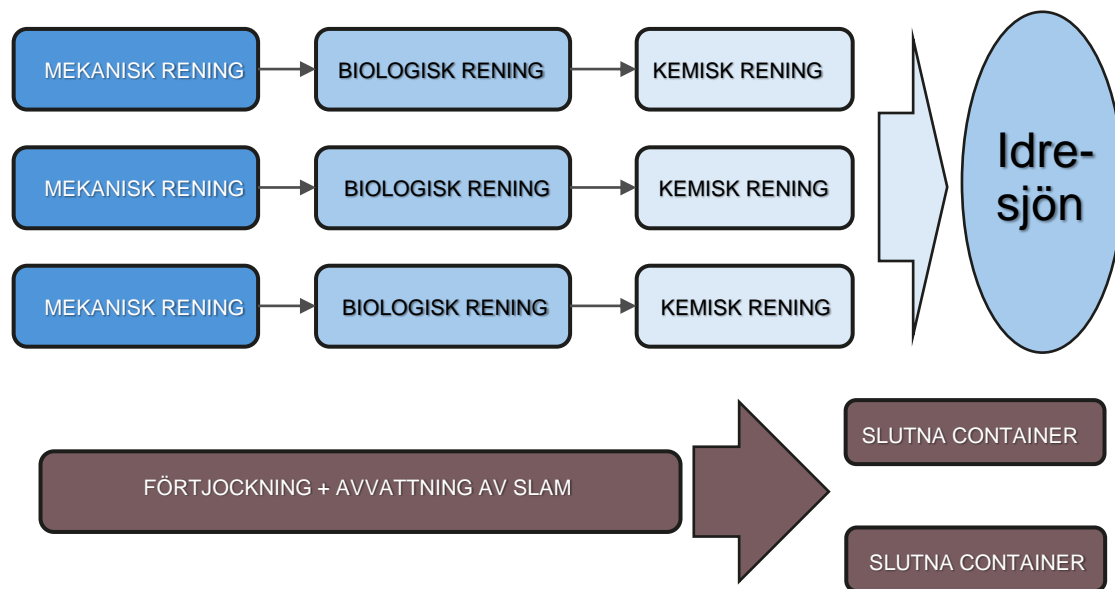 MEKANISK RENING
BIOLOGISK RENING
KEMISK RENING
MEKANISK RENING
BIOLOGISK RENING
KEMISK RENING
MEKANISK RENING
BIOLOGISK RENING
KEMISK RENING
Idre-
sjön
FÖRTJOCKNING + AVVATTNING AV SLAM
SLUTNA CONTAINER
SLUTNA CONTAINER